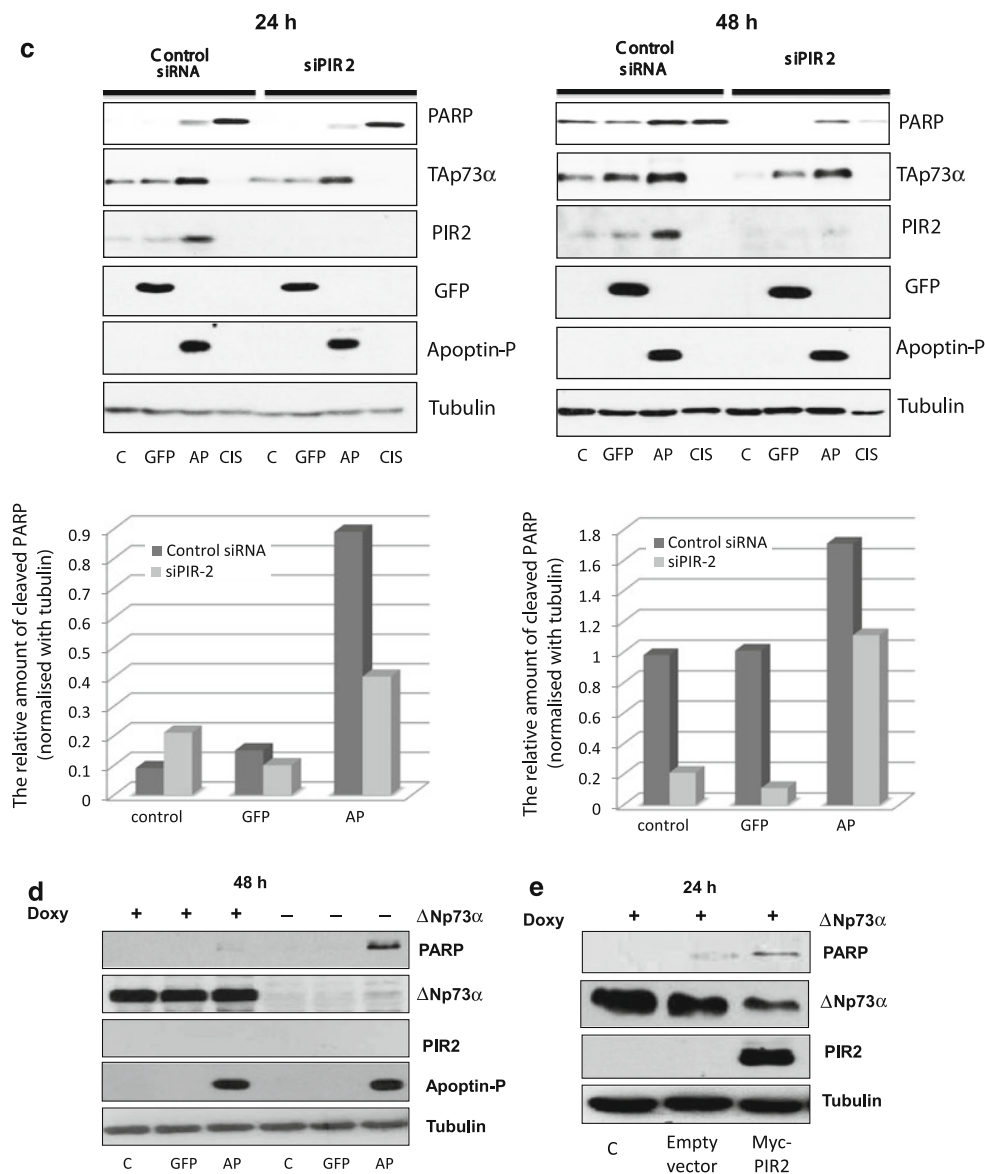 c
24 h
Control siRNA
siPIR2
PARP
TAp73α
PIR2
GFP
Apoptin-P
Tubulin
C GFP AP CIS C GFP AP CIS
48 h
Control siRNA
siPIR2
PARP
TAp73α
PIR2
GFP
Apoptin-P
Tubulin
C GFP AP CIS C GFP AP CIS
The relative amount of cleaved PARP
(normalised with tubulin)
0.9
0.8
0.7
0.6
0.5
0.4
0.3
0.2
0.1
0
Control siRNA
siPIR-2
control GFP AP
The relative amount of cleaved PARP
(normalised with tubulin)
1.8
1.6
1.4
1.2
1
0.8
0.6
0.4
0.2
0
Control siRNA
siPIR-2
control GFP AP
d
48 h
Doxy + + + − − − ΔNp73α
PARP
ΔNp73α
PIR2
Apoptin-P
Tubulin
C GFP AP C GFP AP
e
24 h
Doxy + + + ΔNp73α
PARP
ΔNp73α
PIR2
Tubulin
C Empty vector Myc-PIR2